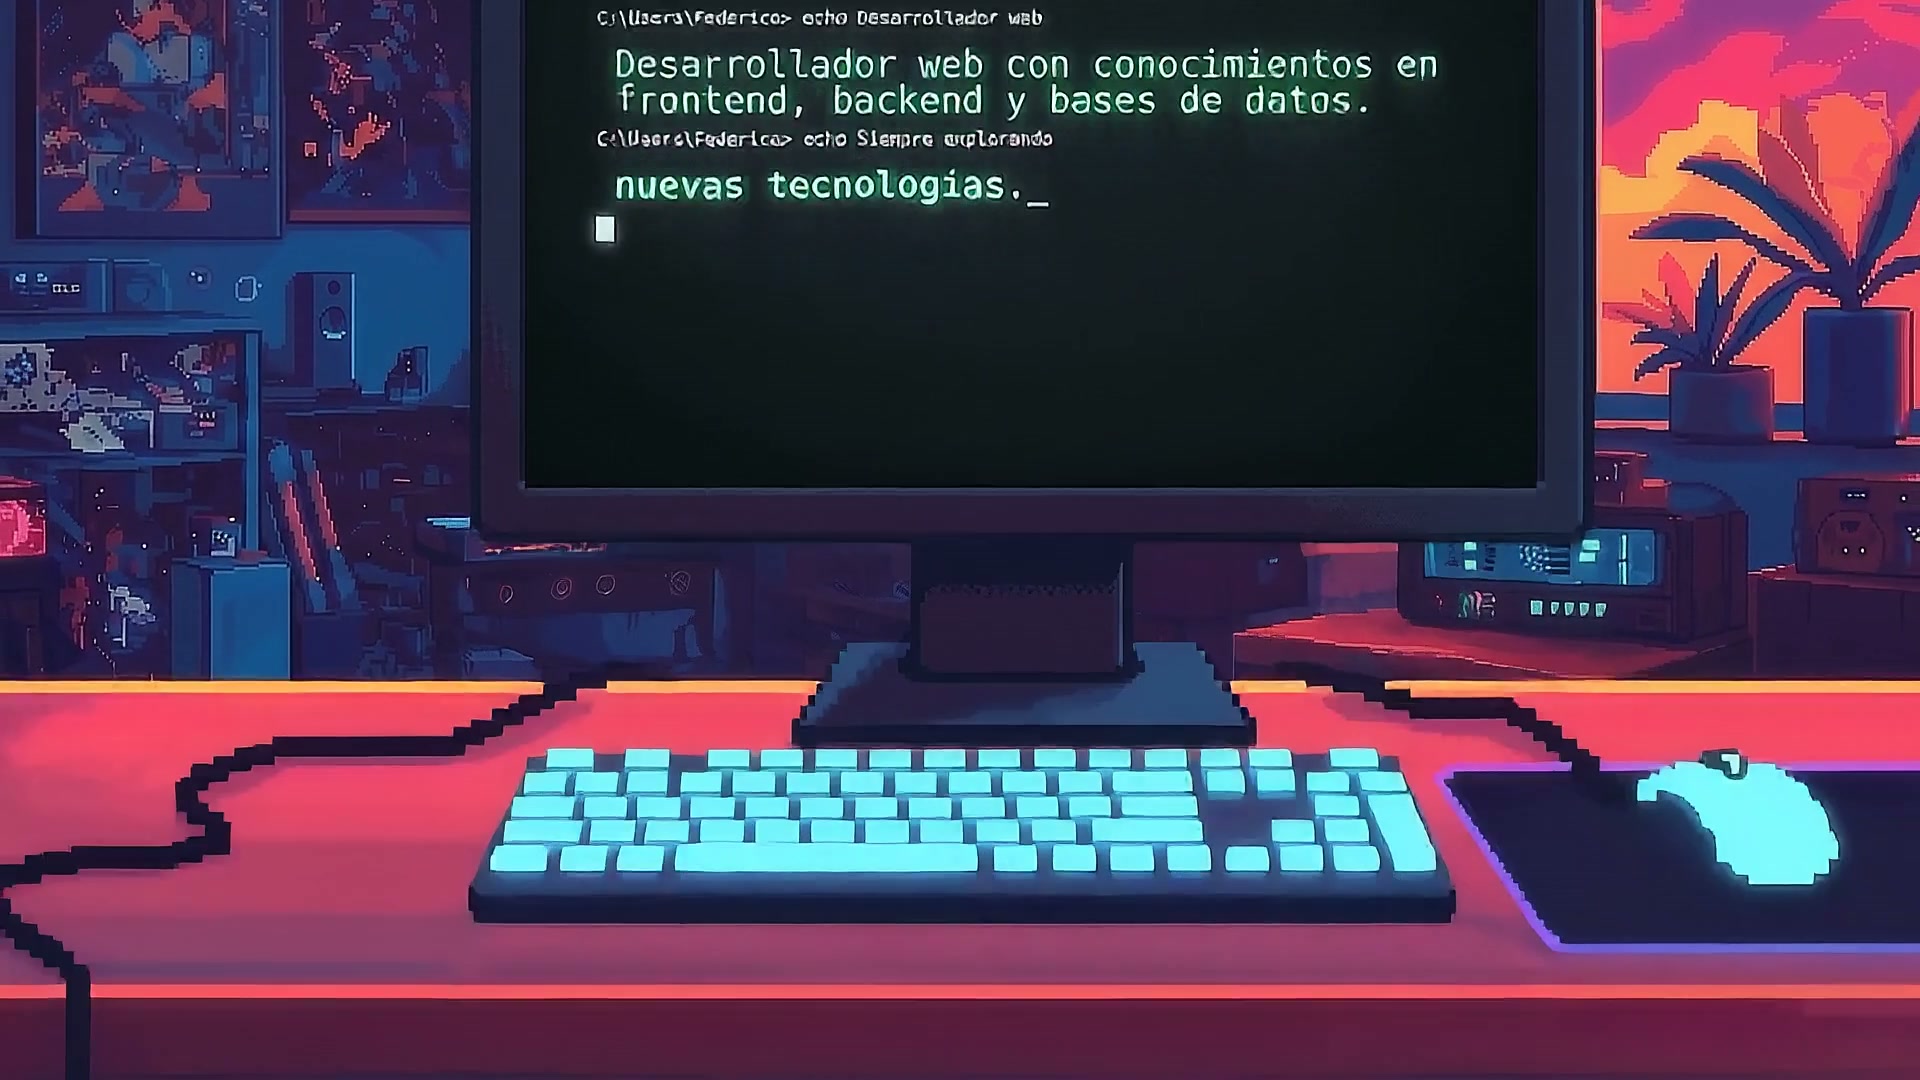 C:\Users\Federico> echo Desarrollador web
Desarrollador web con conocimientos en
frontend, backend y bases de datos.
C:\Users\Federico> echo Siempre explorando
nuevas tecnologias._